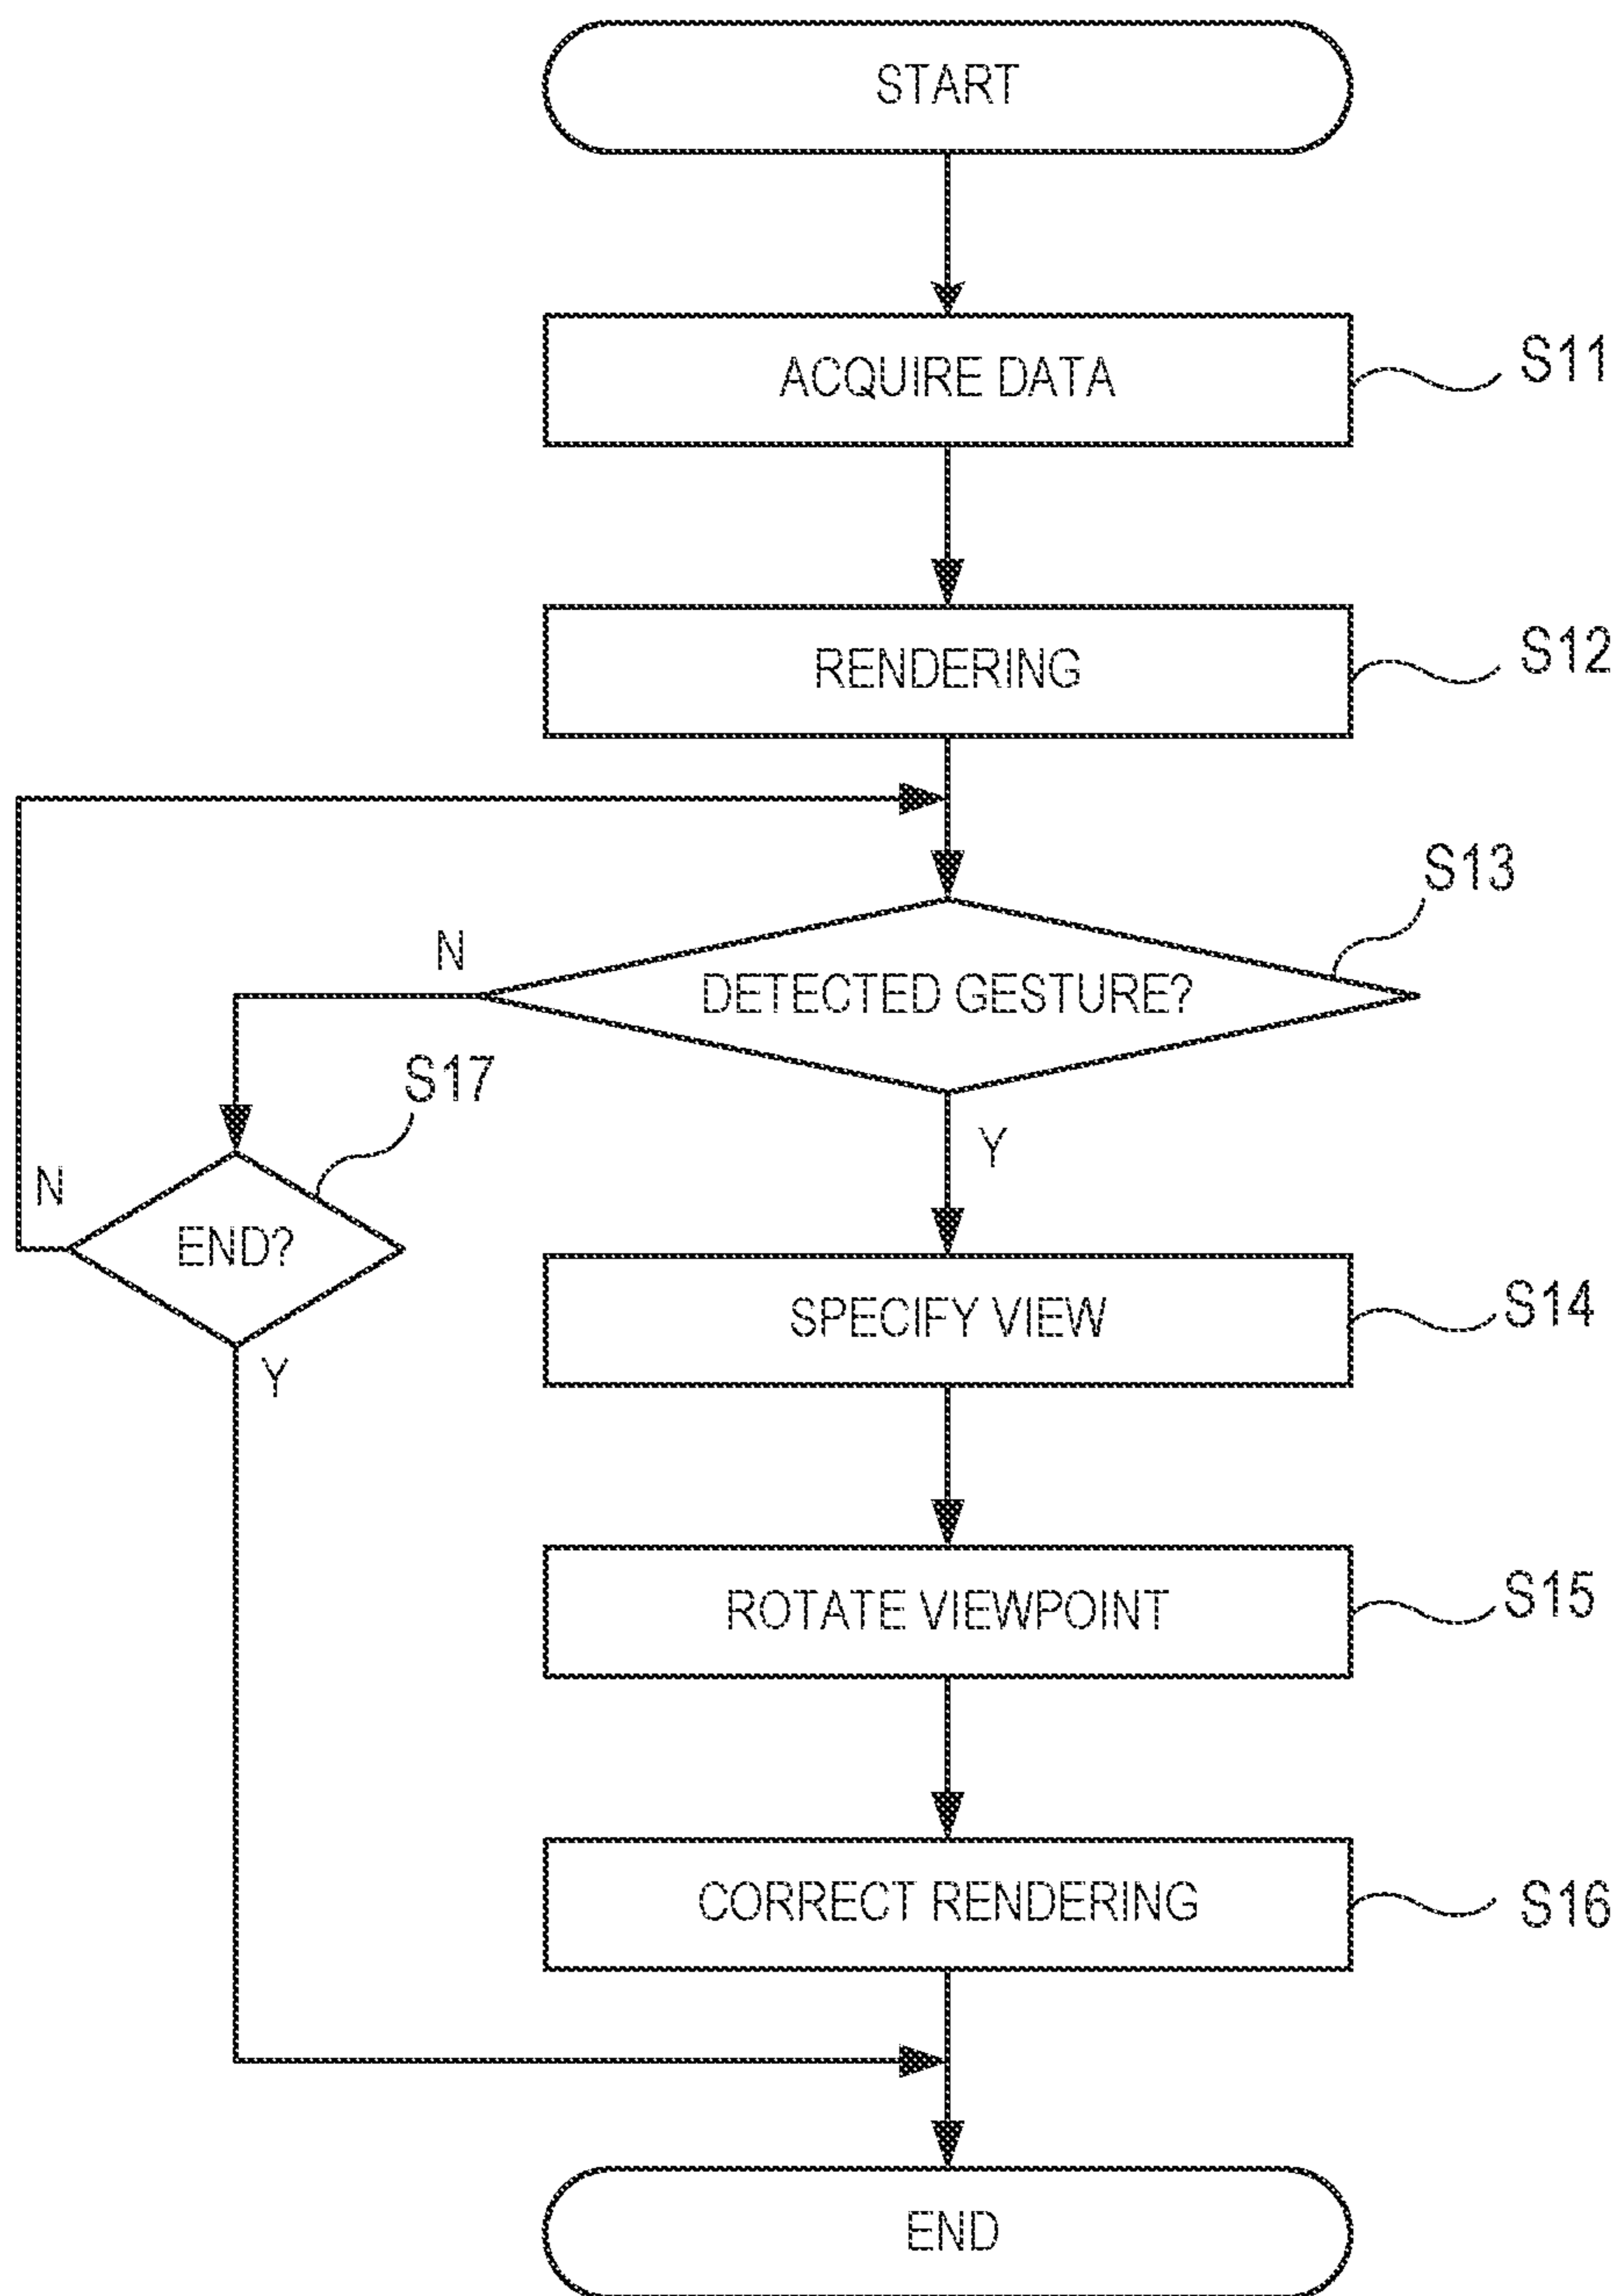 START
ACQUIRE DATA
S11
RENDERING
S12
S13
N
DETECTED GESTURE?
S17
Y
N
END?
SPECIFY VIEW
S14
Y
ROTATE VIEWPOINT
S15
CORRECT RENDERING
S16
END